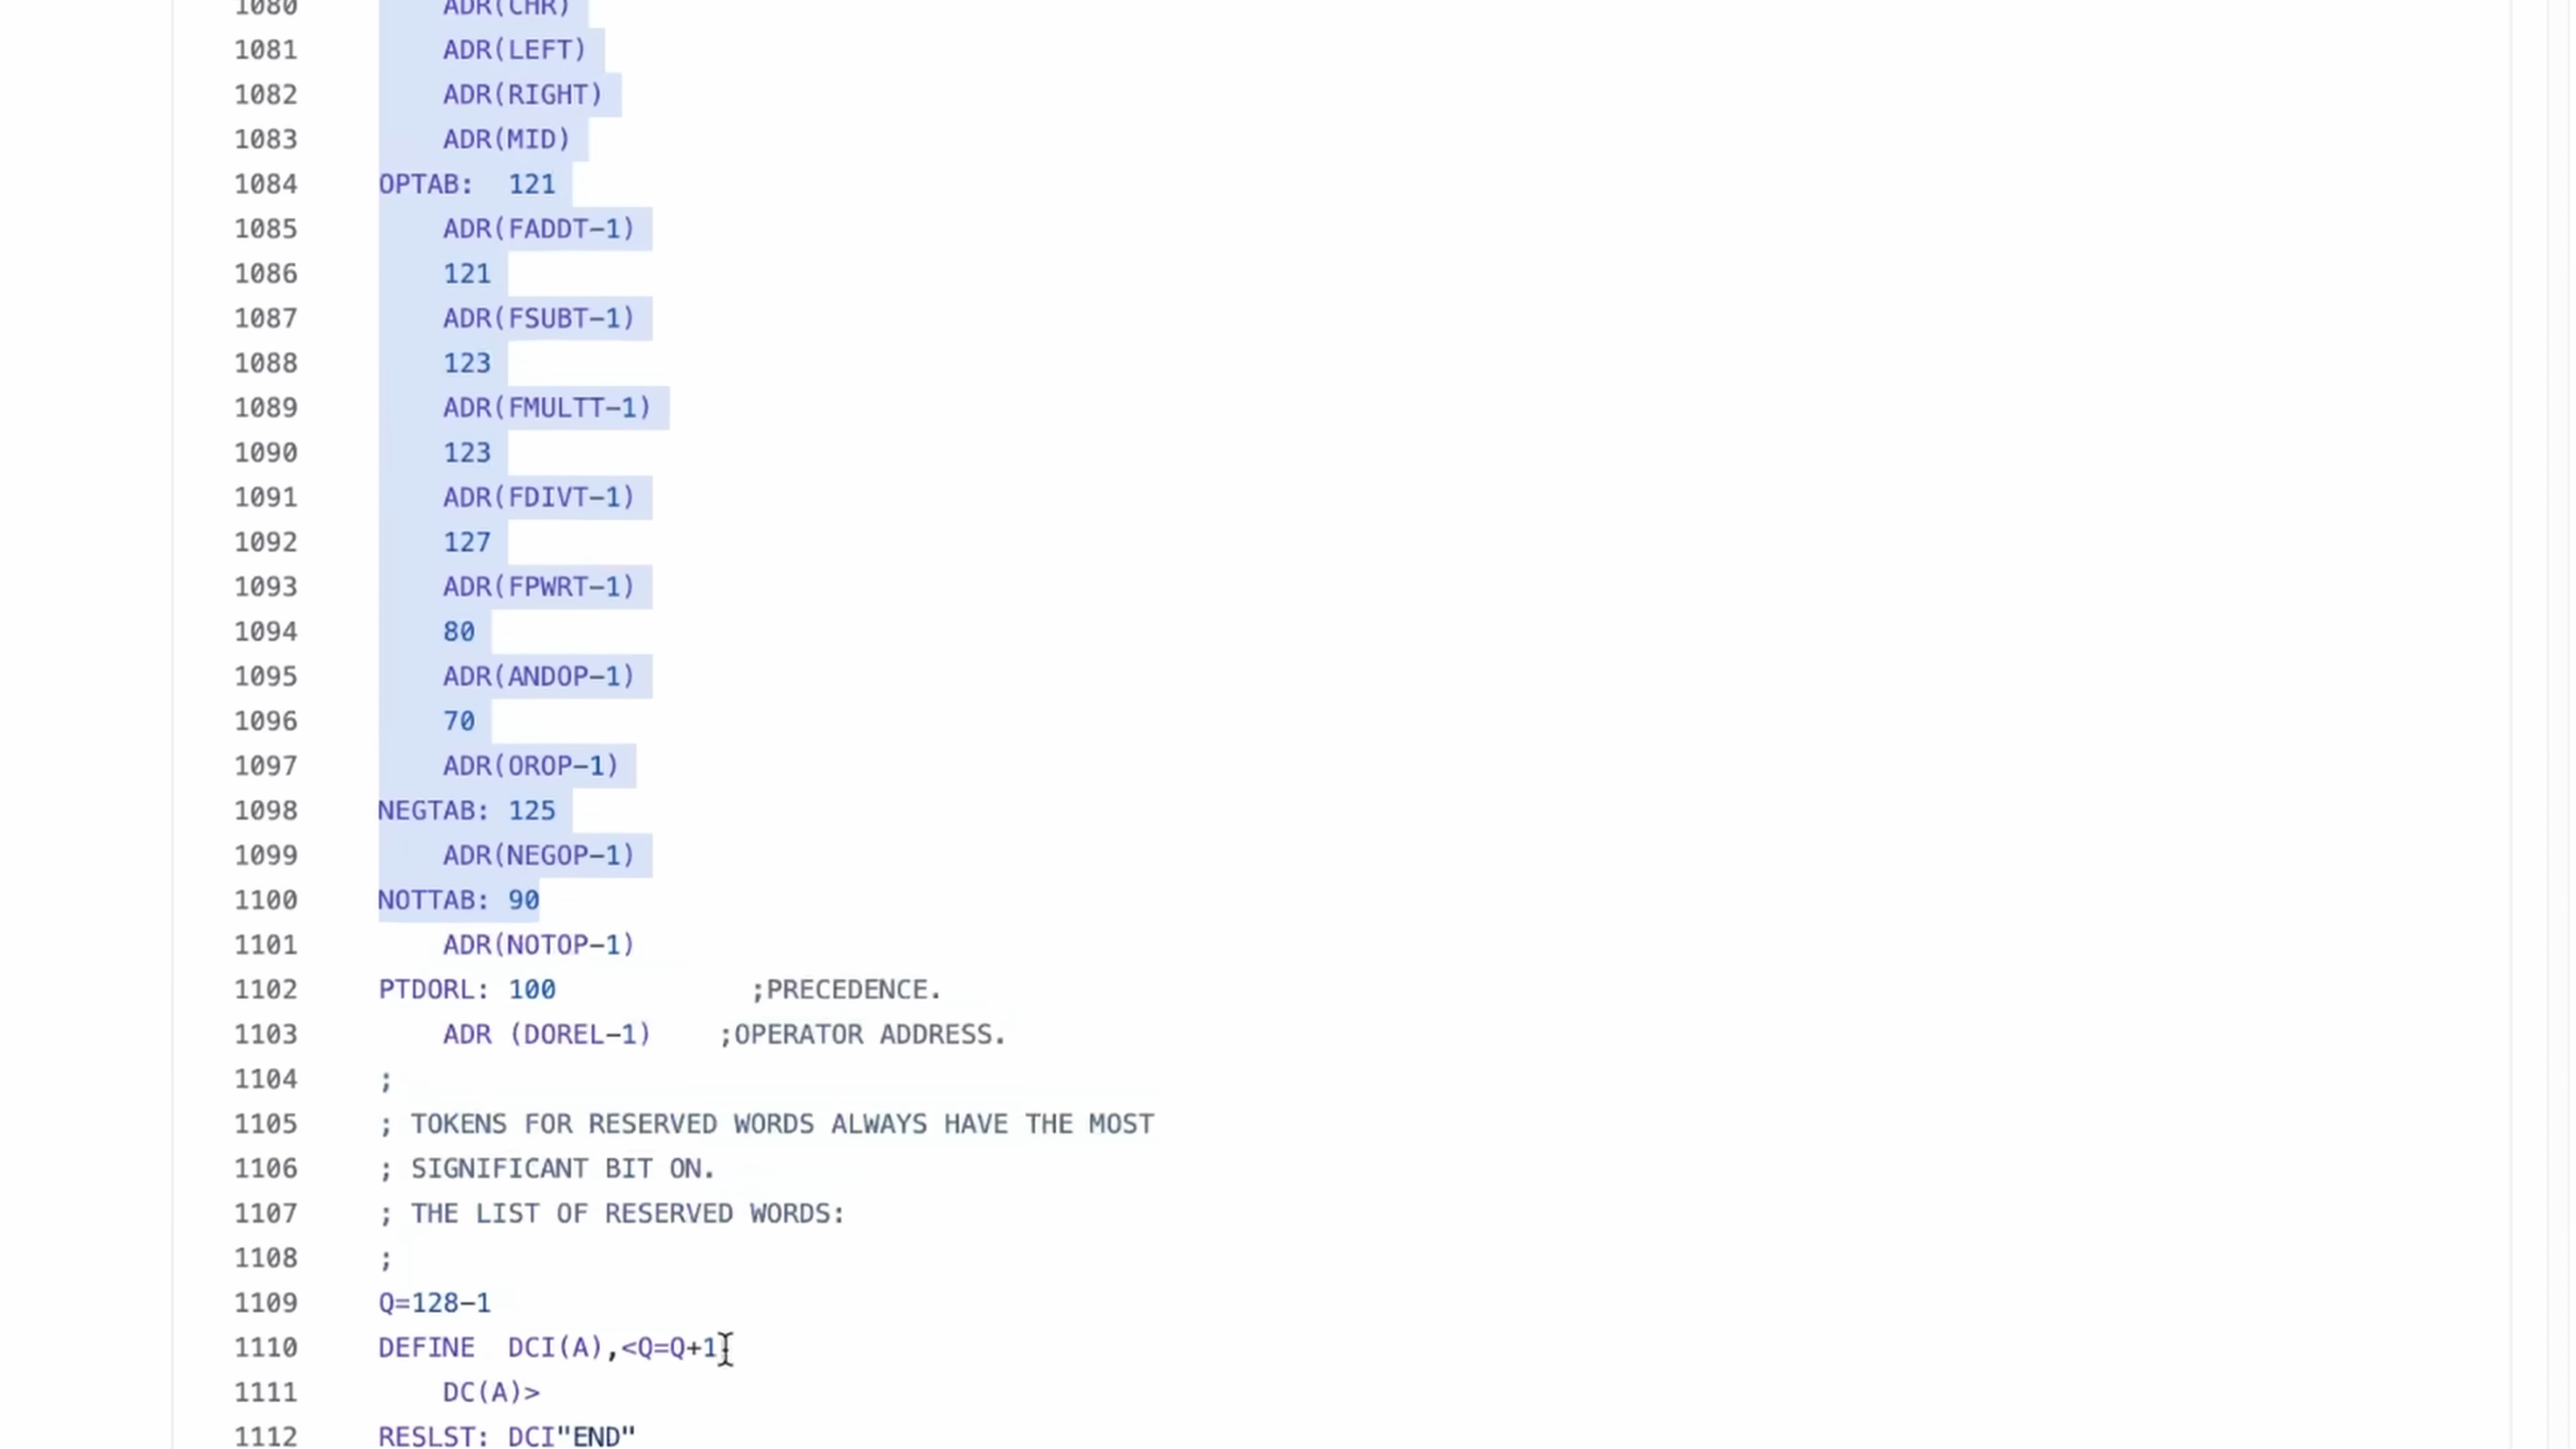 1080 ADR(CHR)
1081 ADR(LEFT)
1082 ADR(RIGHT)
1083 ADR(MID)
1084 OPTAB: 121
1085 ADR(FADDT-1)
1086 121
1087 ADR(FSUBT-1)
1088 123
1089 ADR(FMULTT-1)
1090 123
1091 ADR(FDIVT-1)
1092 127
1093 ADR(FPWRT-1)
1094 80
1095 ADR(ANDOP-1)
1096 70
1097 ADR(OROP-1)
1098 NEGTAB: 125
1099 ADR(NEGOP-1)
1100 NOTTAB: 90
1101 ADR(NOTOP-1)
1102 PTDORL: 100 ;PRECEDENCE.
1103 ADR (DOREL-1) ;OPERATOR ADDRESS.
1104 ;
1105 ; TOKENS FOR RESERVED WORDS ALWAYS HAVE THE MOST
1106 ; SIGNIFICANT BIT ON.
1107 ; THE LIST OF RESERVED WORDS:
1108 ;
1109 Q=128-1
1110 DEFINE DCI(A),<Q=Q+1
1111 DC(A)>
1112 RESLST: DCI"END"